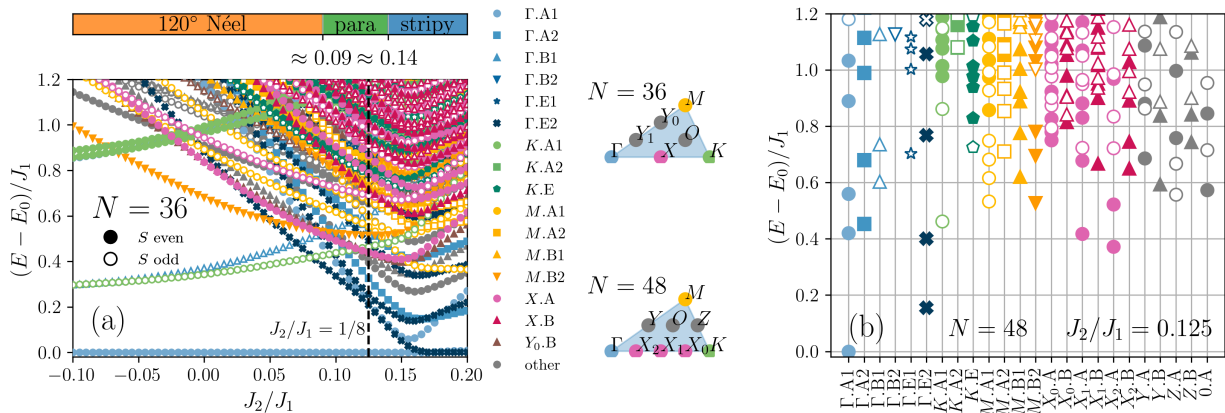 120° Néel
para
stripy
≈ 0.09 ≈ 0.14
(E − E₀)/J₁
1.2
1.0
0.8
0.6
0.4
0.2
0.0
N = 36
S even
S odd
(a)
J₂/J₁ = 1/8
−0.10
−0.05
0.00
0.05
0.10
0.15
0.20
J₂/J₁
Γ.A1
Γ.A2
Γ.B1
Γ.B2
Γ.E1
Γ.E2
K.A1
K.A2
K.E
M.A1
M.A2
M.B1
M.B2
X.A
X.B
Y₀.B
other
N = 36
M
Y₀
Y₁
O
Γ
X
K
N = 48
M
Y
O
Z
Γ
X₂
X₁
X₀
K
(E − E₀)/J₁
1.2
1.0
0.8
0.6
0.4
0.2
0.0
N = 48
J₂/J₁ = 0.125
(b)
Γ.A1
Γ.A2
Γ.B1
Γ.B2
Γ.E1
Γ.E2
K.A1
K.A2
K.E
M.A1
M.A2
M.B1
M.B2
X₀.A
X₀.B
X₁.A
X₁.B
X₂.A
X₂.B
Y.A
Y.B
Z.A
Z.B
0.A